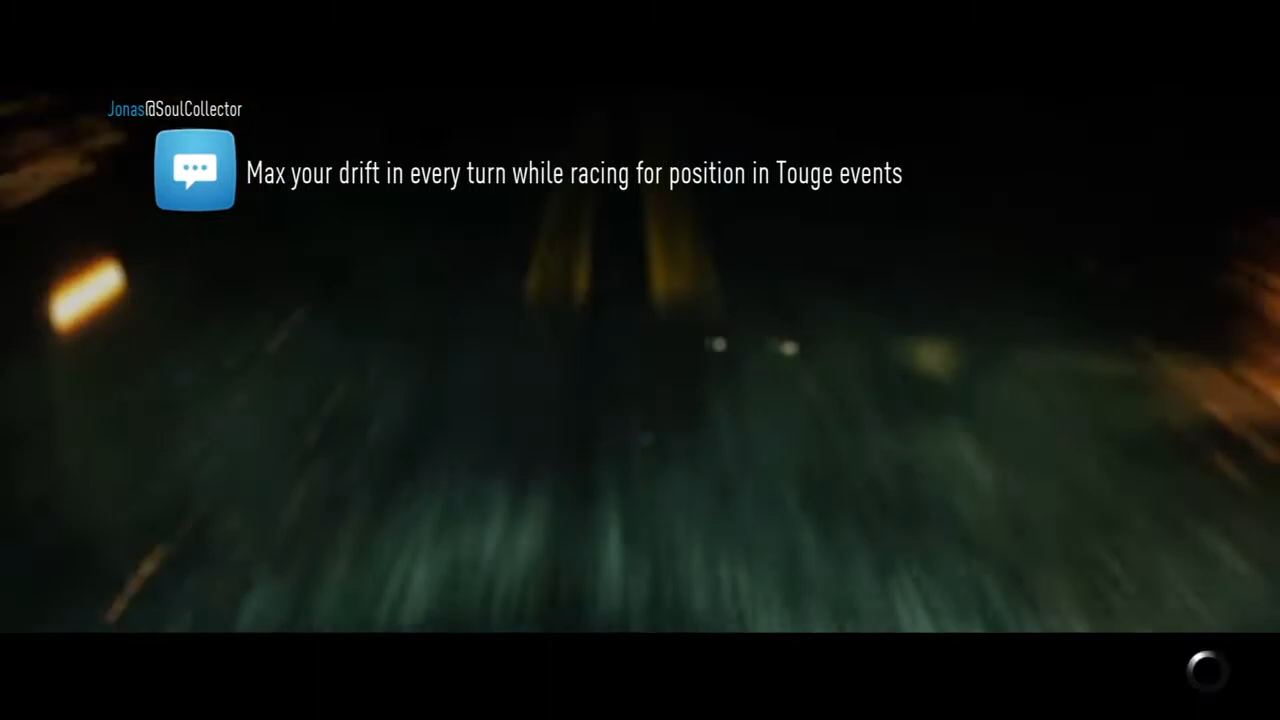 Jonas@SoulCollector
Max your drift in every turn while racing for position in Touge events